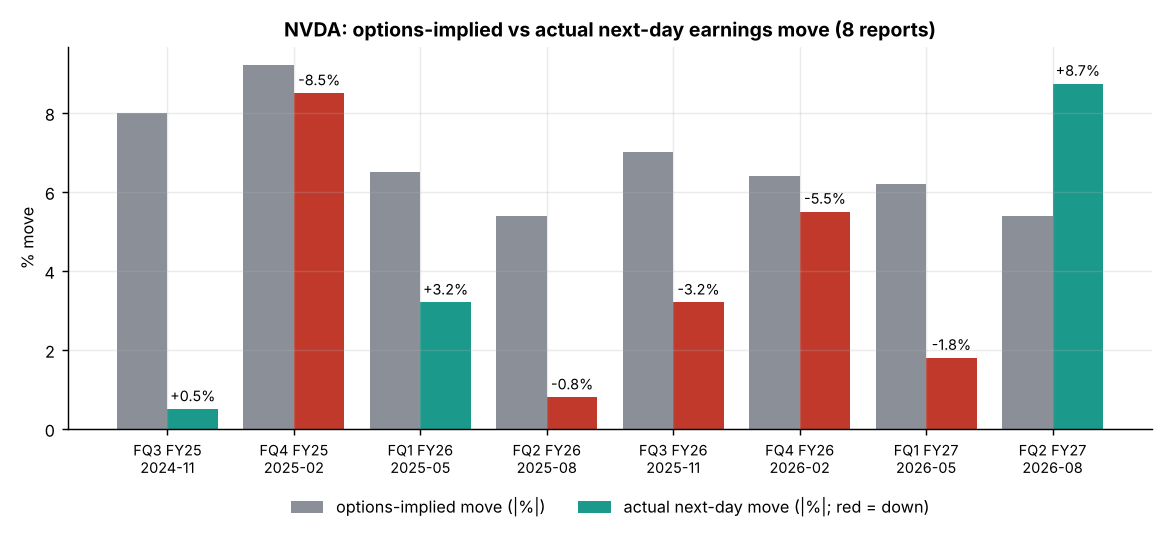 NVDA: options-implied vs actual next-day earnings move (8 reports)
% move
8
6
4
2
0
+0.5%
-8.5%
+3.2%
-0.8%
-3.2%
-5.5%
-1.8%
+8.7%
FQ3 FY25
2024-11
FQ4 FY25
2025-02
FQ1 FY26
2025-05
FQ2 FY26
2025-08
FQ3 FY26
2025-11
FQ4 FY26
2026-02
FQ1 FY27
2026-05
FQ2 FY27
2026-08
options-implied move (|%|)
actual next-day move (|%|; red = down)